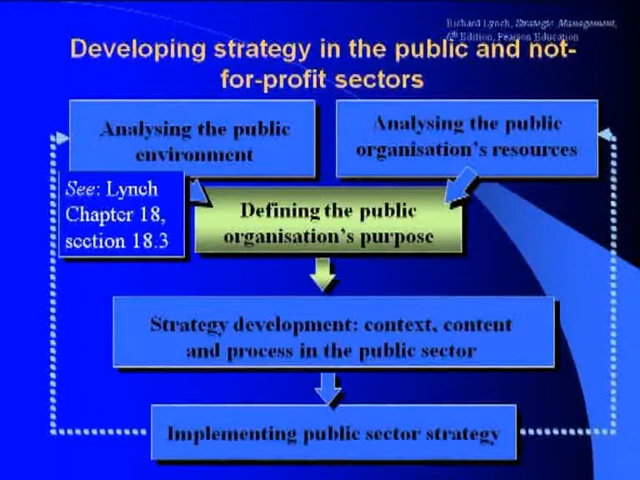 Richard Lynch, Strategic Management,
6th Edition, Pearson Education
Developing strategy in the public and not-
for-profit sectors
Analysing the public
environment
Analysing the public
organisation's resources
See: Lynch
Chapter 18,
section 18.3
Defining the public
organisation's purpose
Strategy development: context, content
and process in the public sector
Implementing public sector strategy